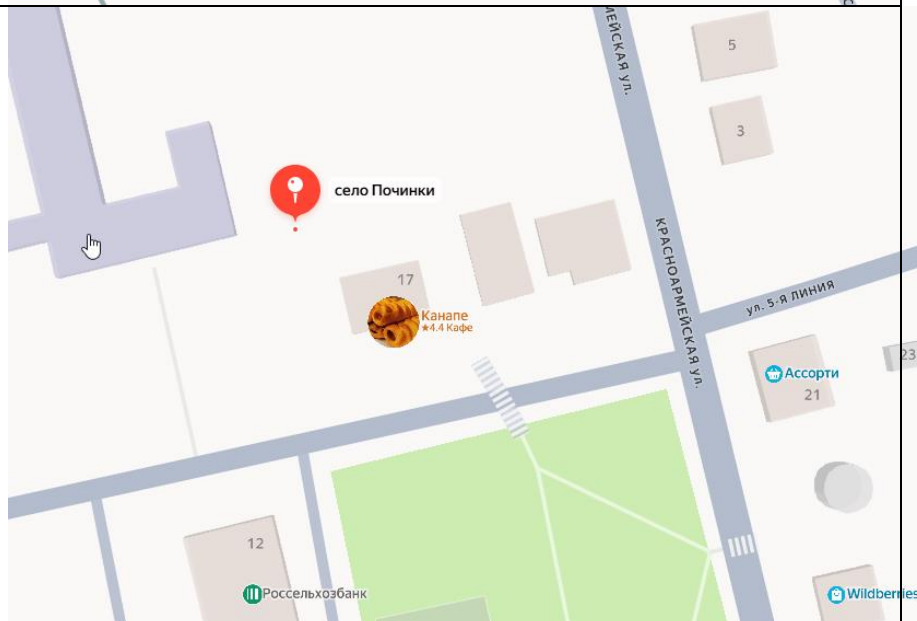 МЕЙСКАЯ УЛ.
5
3
село Починки
17
КРАСНОАРМЕЙСКАЯ УЛ.
ул. 5-Я ЛИНИЯ
Канапе
★4.4 Кафе
23
Ассорти
21
12
Россельхозбанк
Wildberries